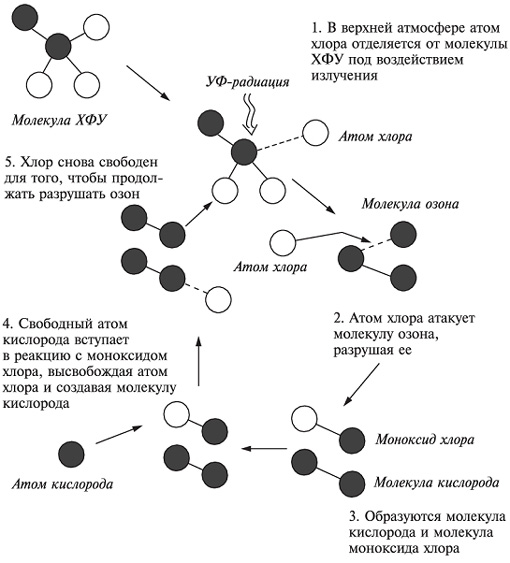 1. В верхней атмосфере атом
хлора отделяется от молекулы
ХФУ под воздействием
излучения
УФ-радиация
Молекула ХФУ
Атом хлора
5. Хлор снова свободен
для того, чтобы продол-
жать разрушать озон
Молекула озона
Атом хлора
2. Атом хлора атакует
молекулу озона,
разрушая ее
4. Свободный атом
кислорода вступает
в реакцию с моноксидом
хлора, высвобождая атом
хлора и создавая молекулу
кислорода
Моноксид хлора
Атом кислорода
Молекула кислорода
3. Образуются молекула
кислорода и молекула
моноксида хлора